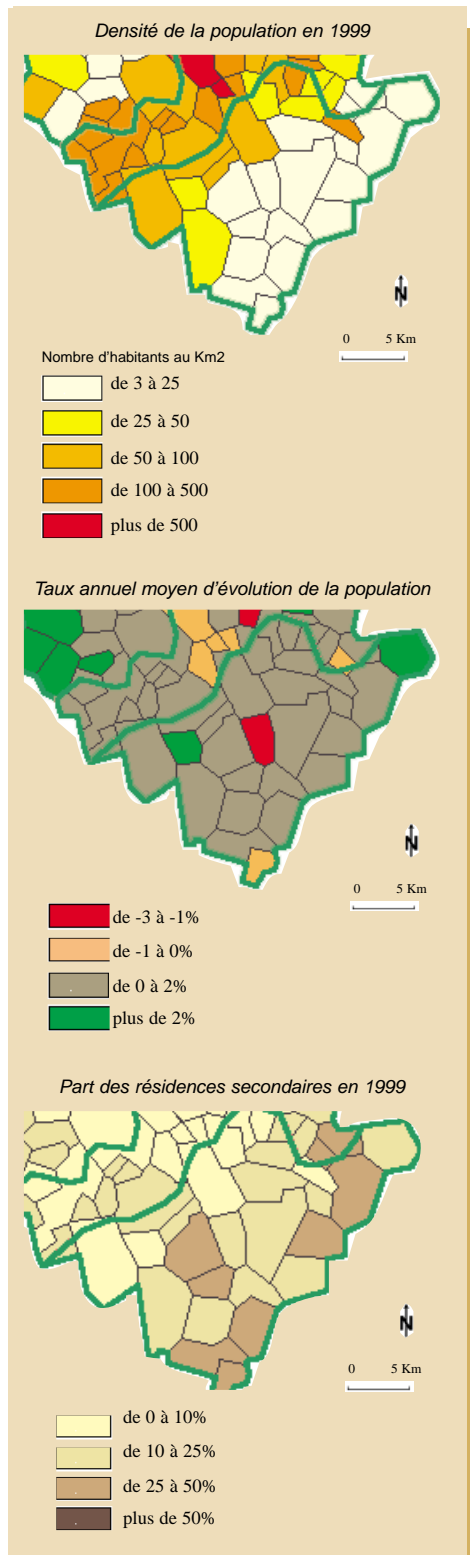 Densité de la population en 1999
N
0 5 Km
Nombre d'habitants au Km2
de 3 à 25
de 25 à 50
de 50 à 100
de 100 à 500
plus de 500
Taux annuel moyen d'évolution de la population
N
0 5 Km
de -3 à -1%
de -1 à 0%
de 0 à 2%
plus de 2%
Part des résidences secondaires en 1999
N
0 5 Km
de 0 à 10%
de 10 à 25%
de 25 à 50%
plus de 50%